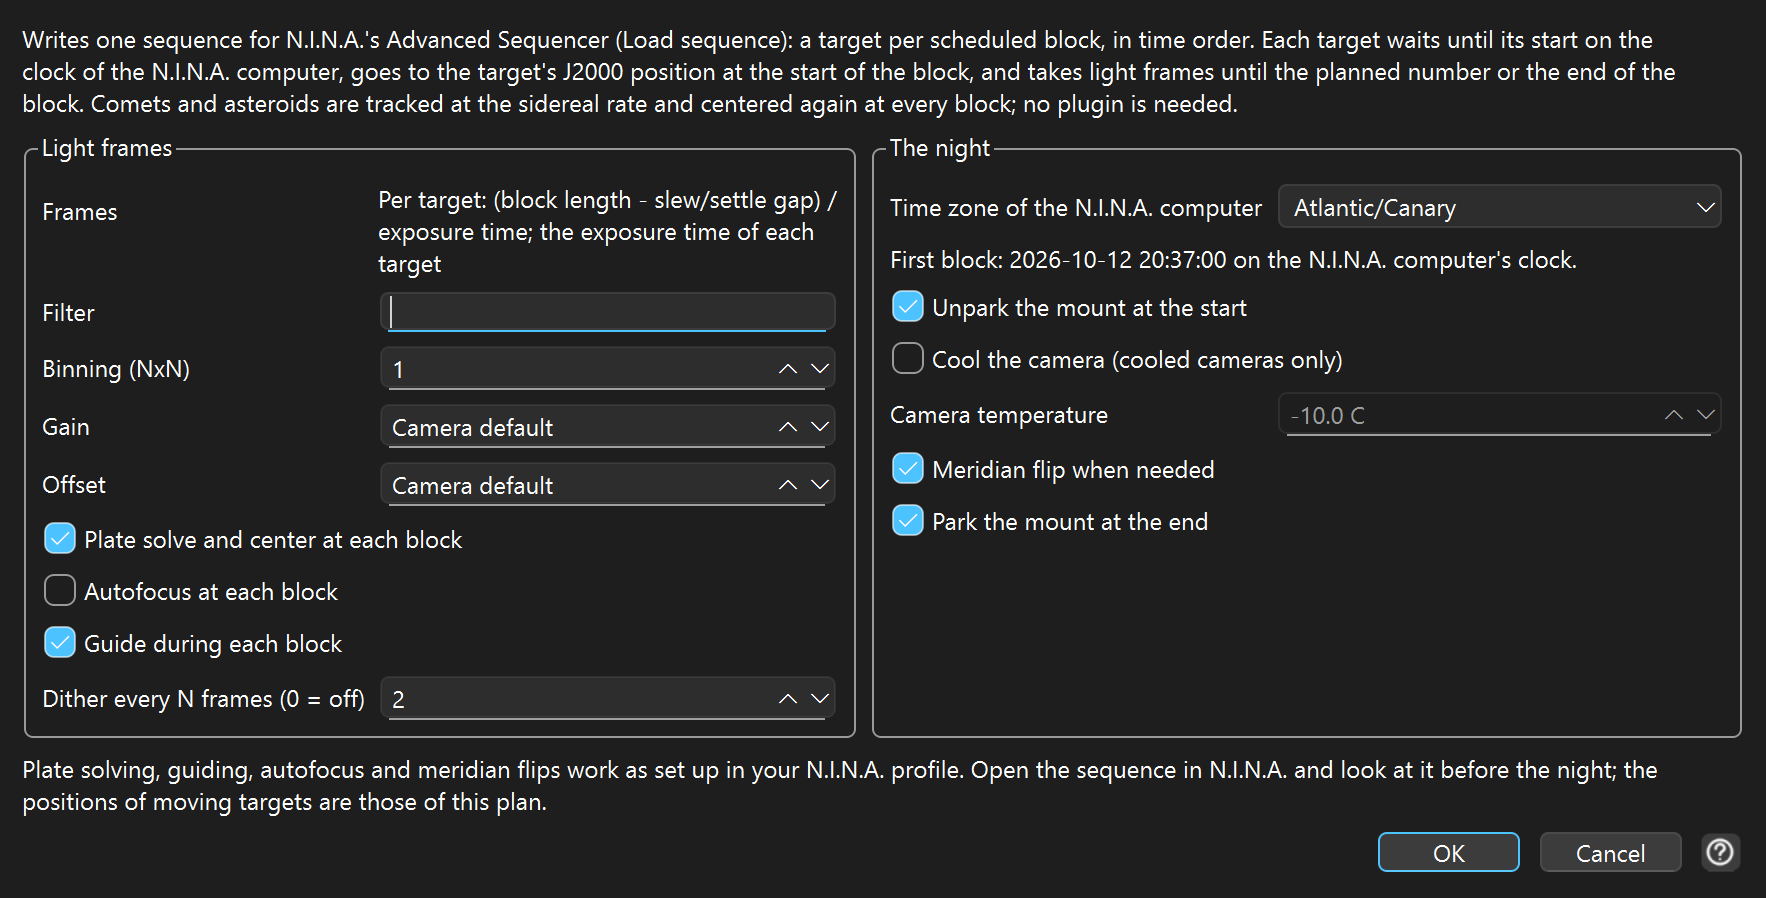 Writes one sequence for N.I.N.A.'s Advanced Sequencer (Load sequence): a target per scheduled block, in time order. Each target waits until its start on the
clock of the N.I.N.A. computer, goes to the target's J2000 position at the start of the block, and takes light frames until the planned number or the end of the
block. Comets and asteroids are tracked at the sidereal rate and centered again at every block; no plugin is needed.
Light frames
Frames
Per target: (block length - slew/settle gap) /
exposure time; the exposure time of each
target
Filter
Binning (NxN)
1
Gain
Camera default
Offset
Camera default
Plate solve and center at each block
Autofocus at each block
Guide during each block
Dither every N frames (0 = off)
2
The night
Time zone of the N.I.N.A. computer
Atlantic/Canary
First block: 2026-10-12 20:37:00 on the N.I.N.A. computer's clock.
Unpark the mount at the start
Cool the camera (cooled cameras only)
Camera temperature
-10.0 C
Meridian flip when needed
Park the mount at the end
Plate solving, guiding, autofocus and meridian flips work as set up in your N.I.N.A. profile. Open the sequence in N.I.N.A. and look at it before the night; the
positions of moving targets are those of this plan.
OK
Cancel
?